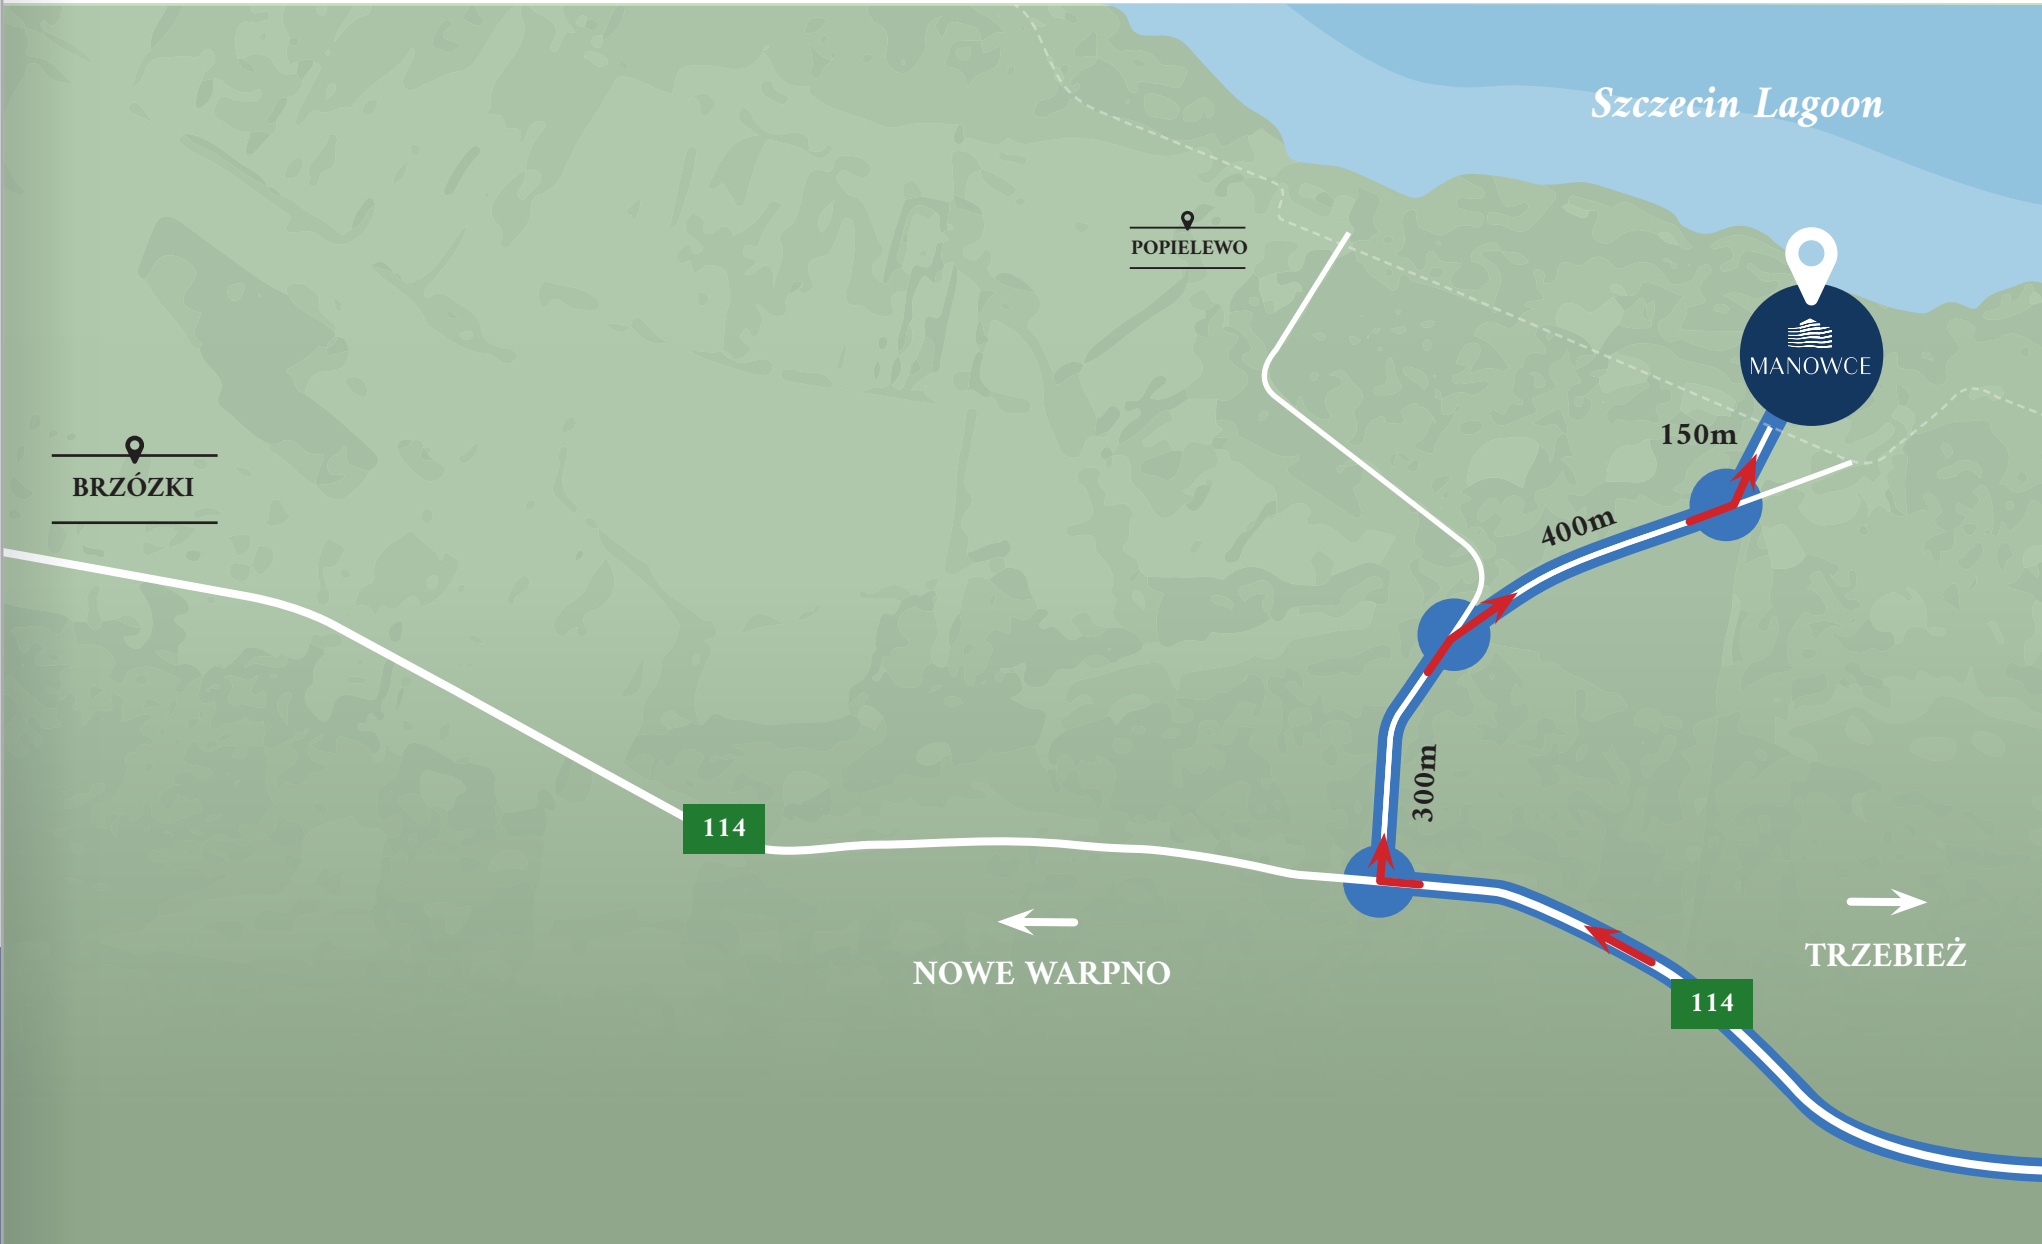 Szczecin Lagoon
POPIELEWO
MANOWCE
150m
BRZÓZKI
400m
300m
114
NOWE WARPNO
TRZEBIEŻ
114